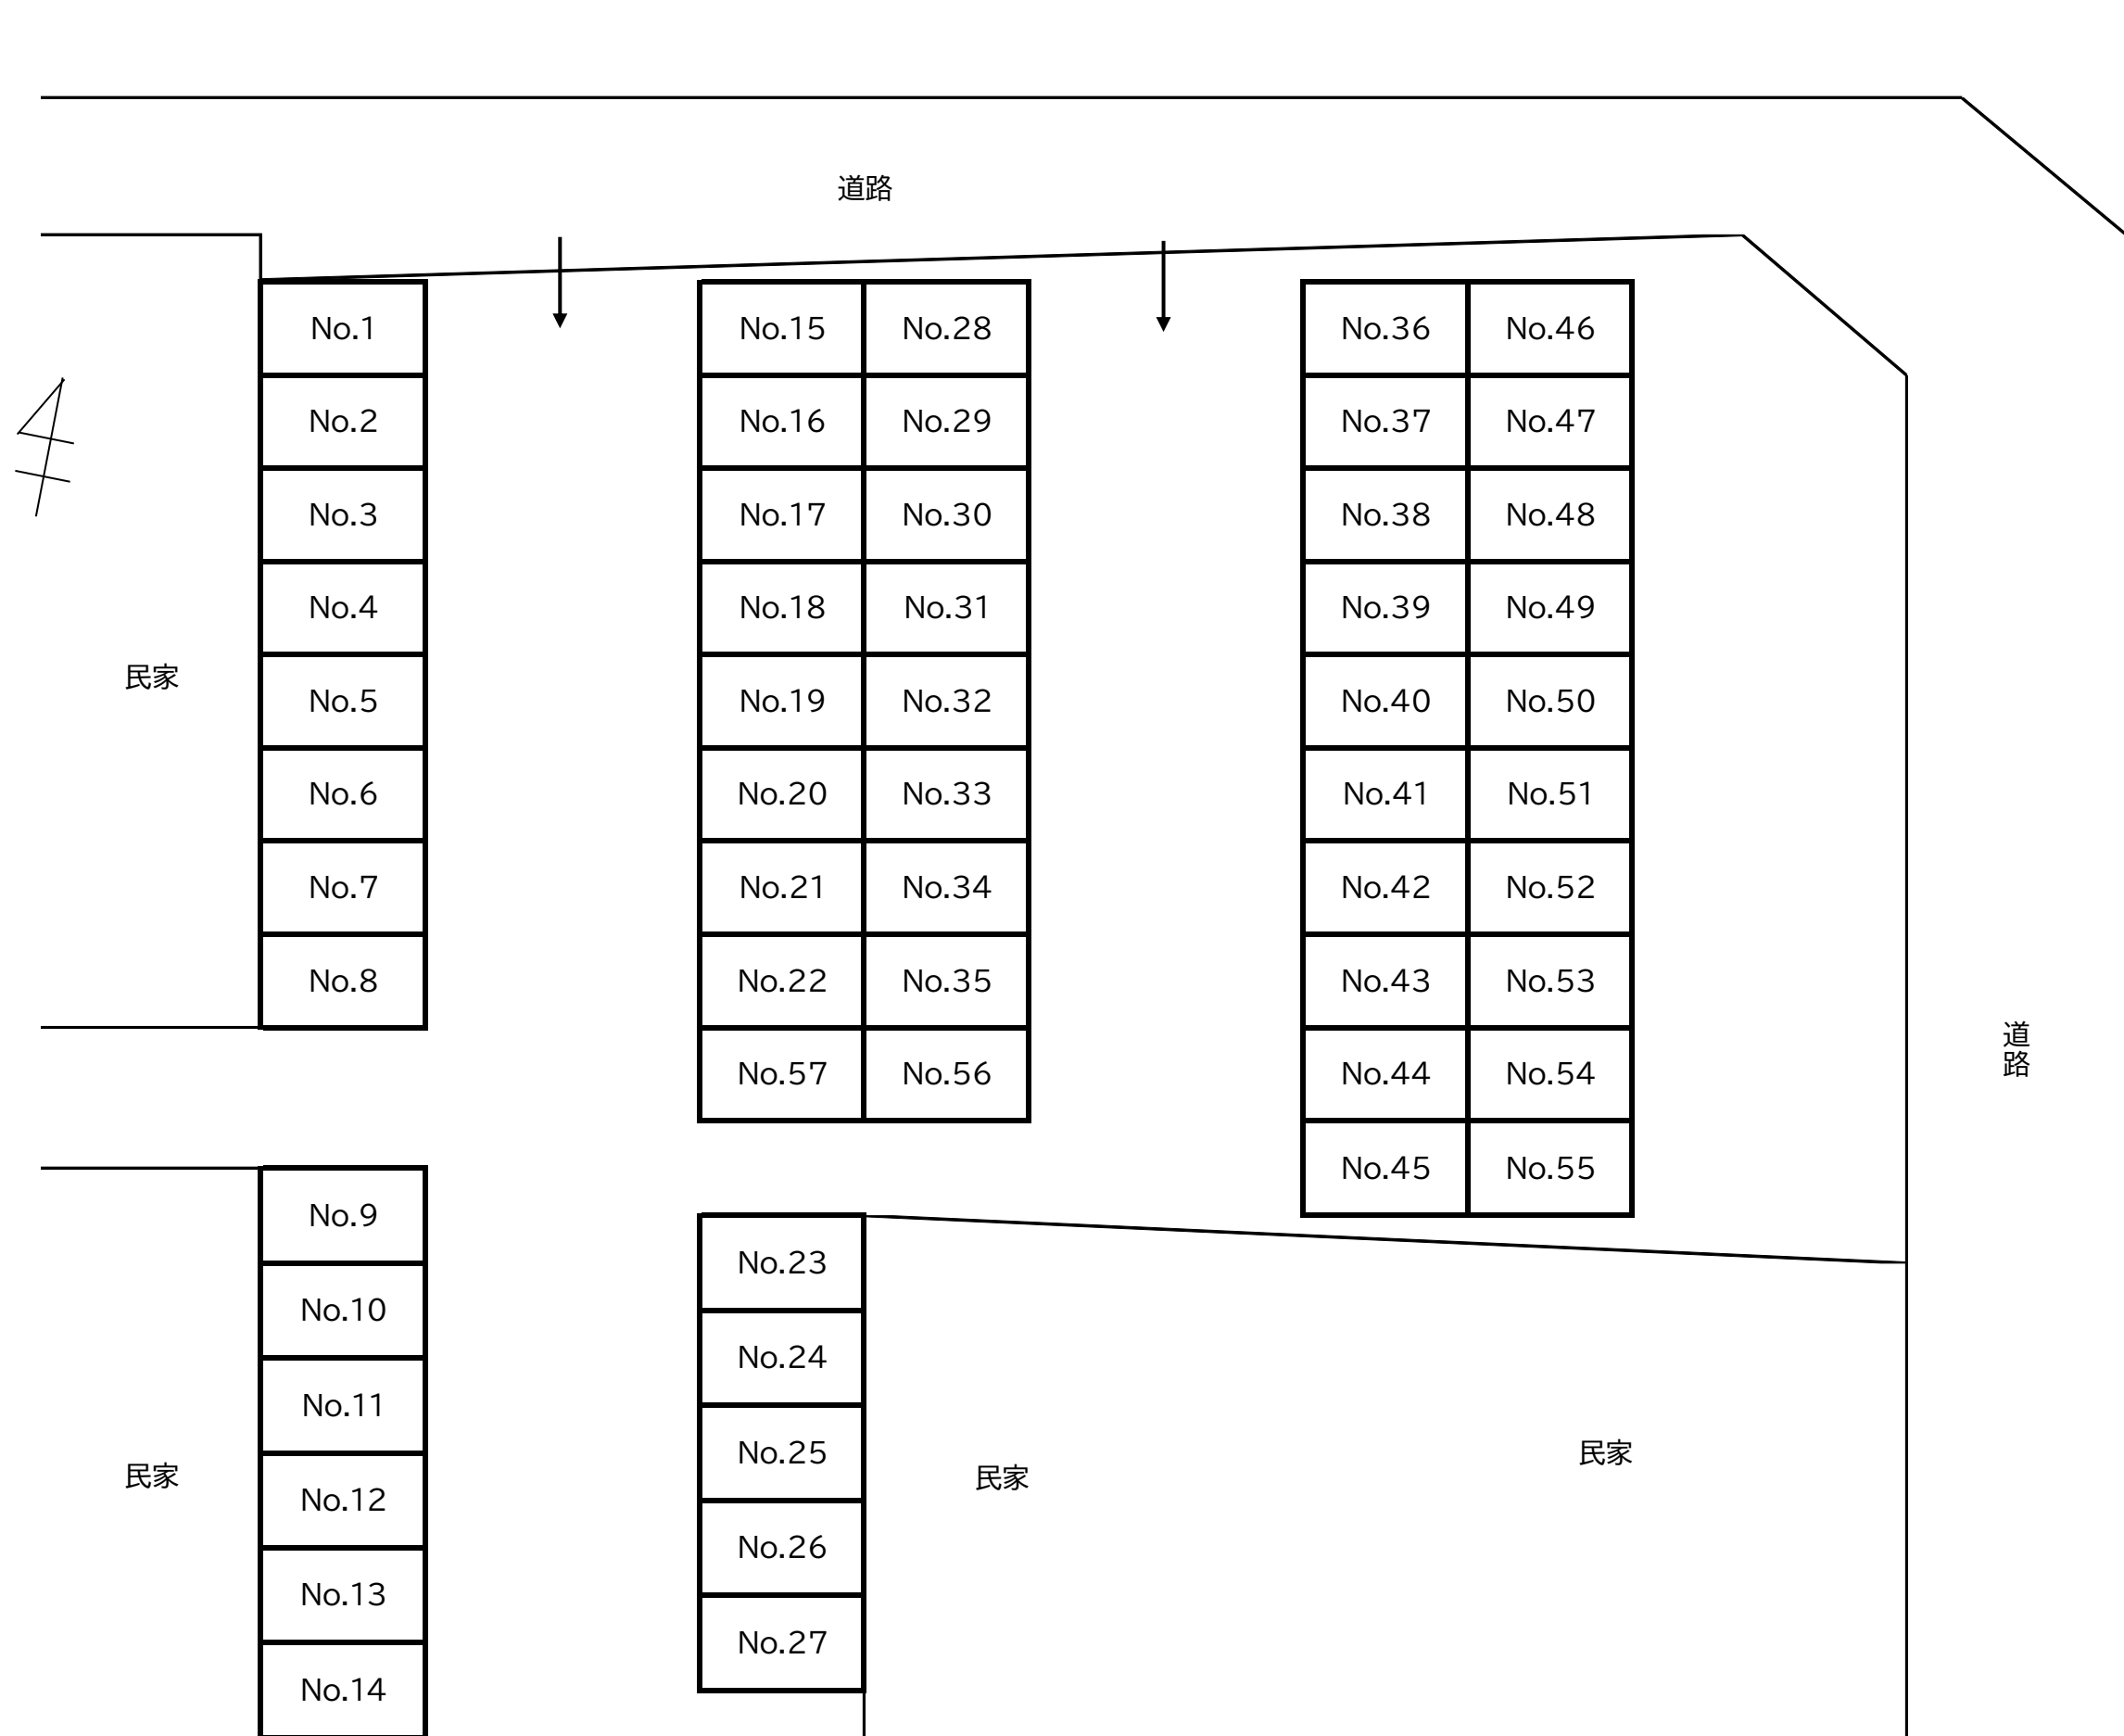 道路
No.1 No.15 No.28 No.36 No.46
No.2 No.16 No.29 No.37 No.47
No.3 No.17 No.30 No.38 No.48
No.4 No.18 No.31 No.39 No.49
民家 No.5 No.19 No.32 No.40 No.50
No.6 No.20 No.33 No.41 No.51
No.7 No.21 No.34 No.42 No.52
No.8 No.22 No.35 No.43 No.53
道路
No.57 No.56 No.44 No.54
No.45 No.55
No.9
No.23
No.10
No.24
No.11
No.25 民家
民家 No.12 民家
No.26
No.13
No.27
No.14